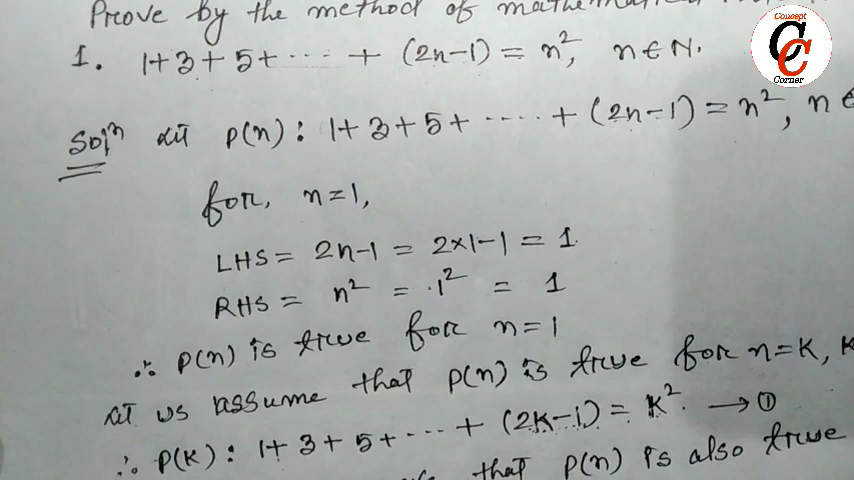 Prove by the method of mathematical
1. 1+3+5+ ··· + (2n-1) = n², n∈N.
Concept
CC
Corner
Solⁿ Let P(n): 1+3+5+ ···· + (2n-1) = n², n∈
for, n=1,
LHS = 2n-1 = 2×1-1 = 1
RHS = n² = 1² = 1
∴ P(n) is true for n=1
Let us assume that P(n) is true for n=K, K
∴ P(K): 1+3+5+ ··· + (2K-1) = K². → ①
that P(n) is also true